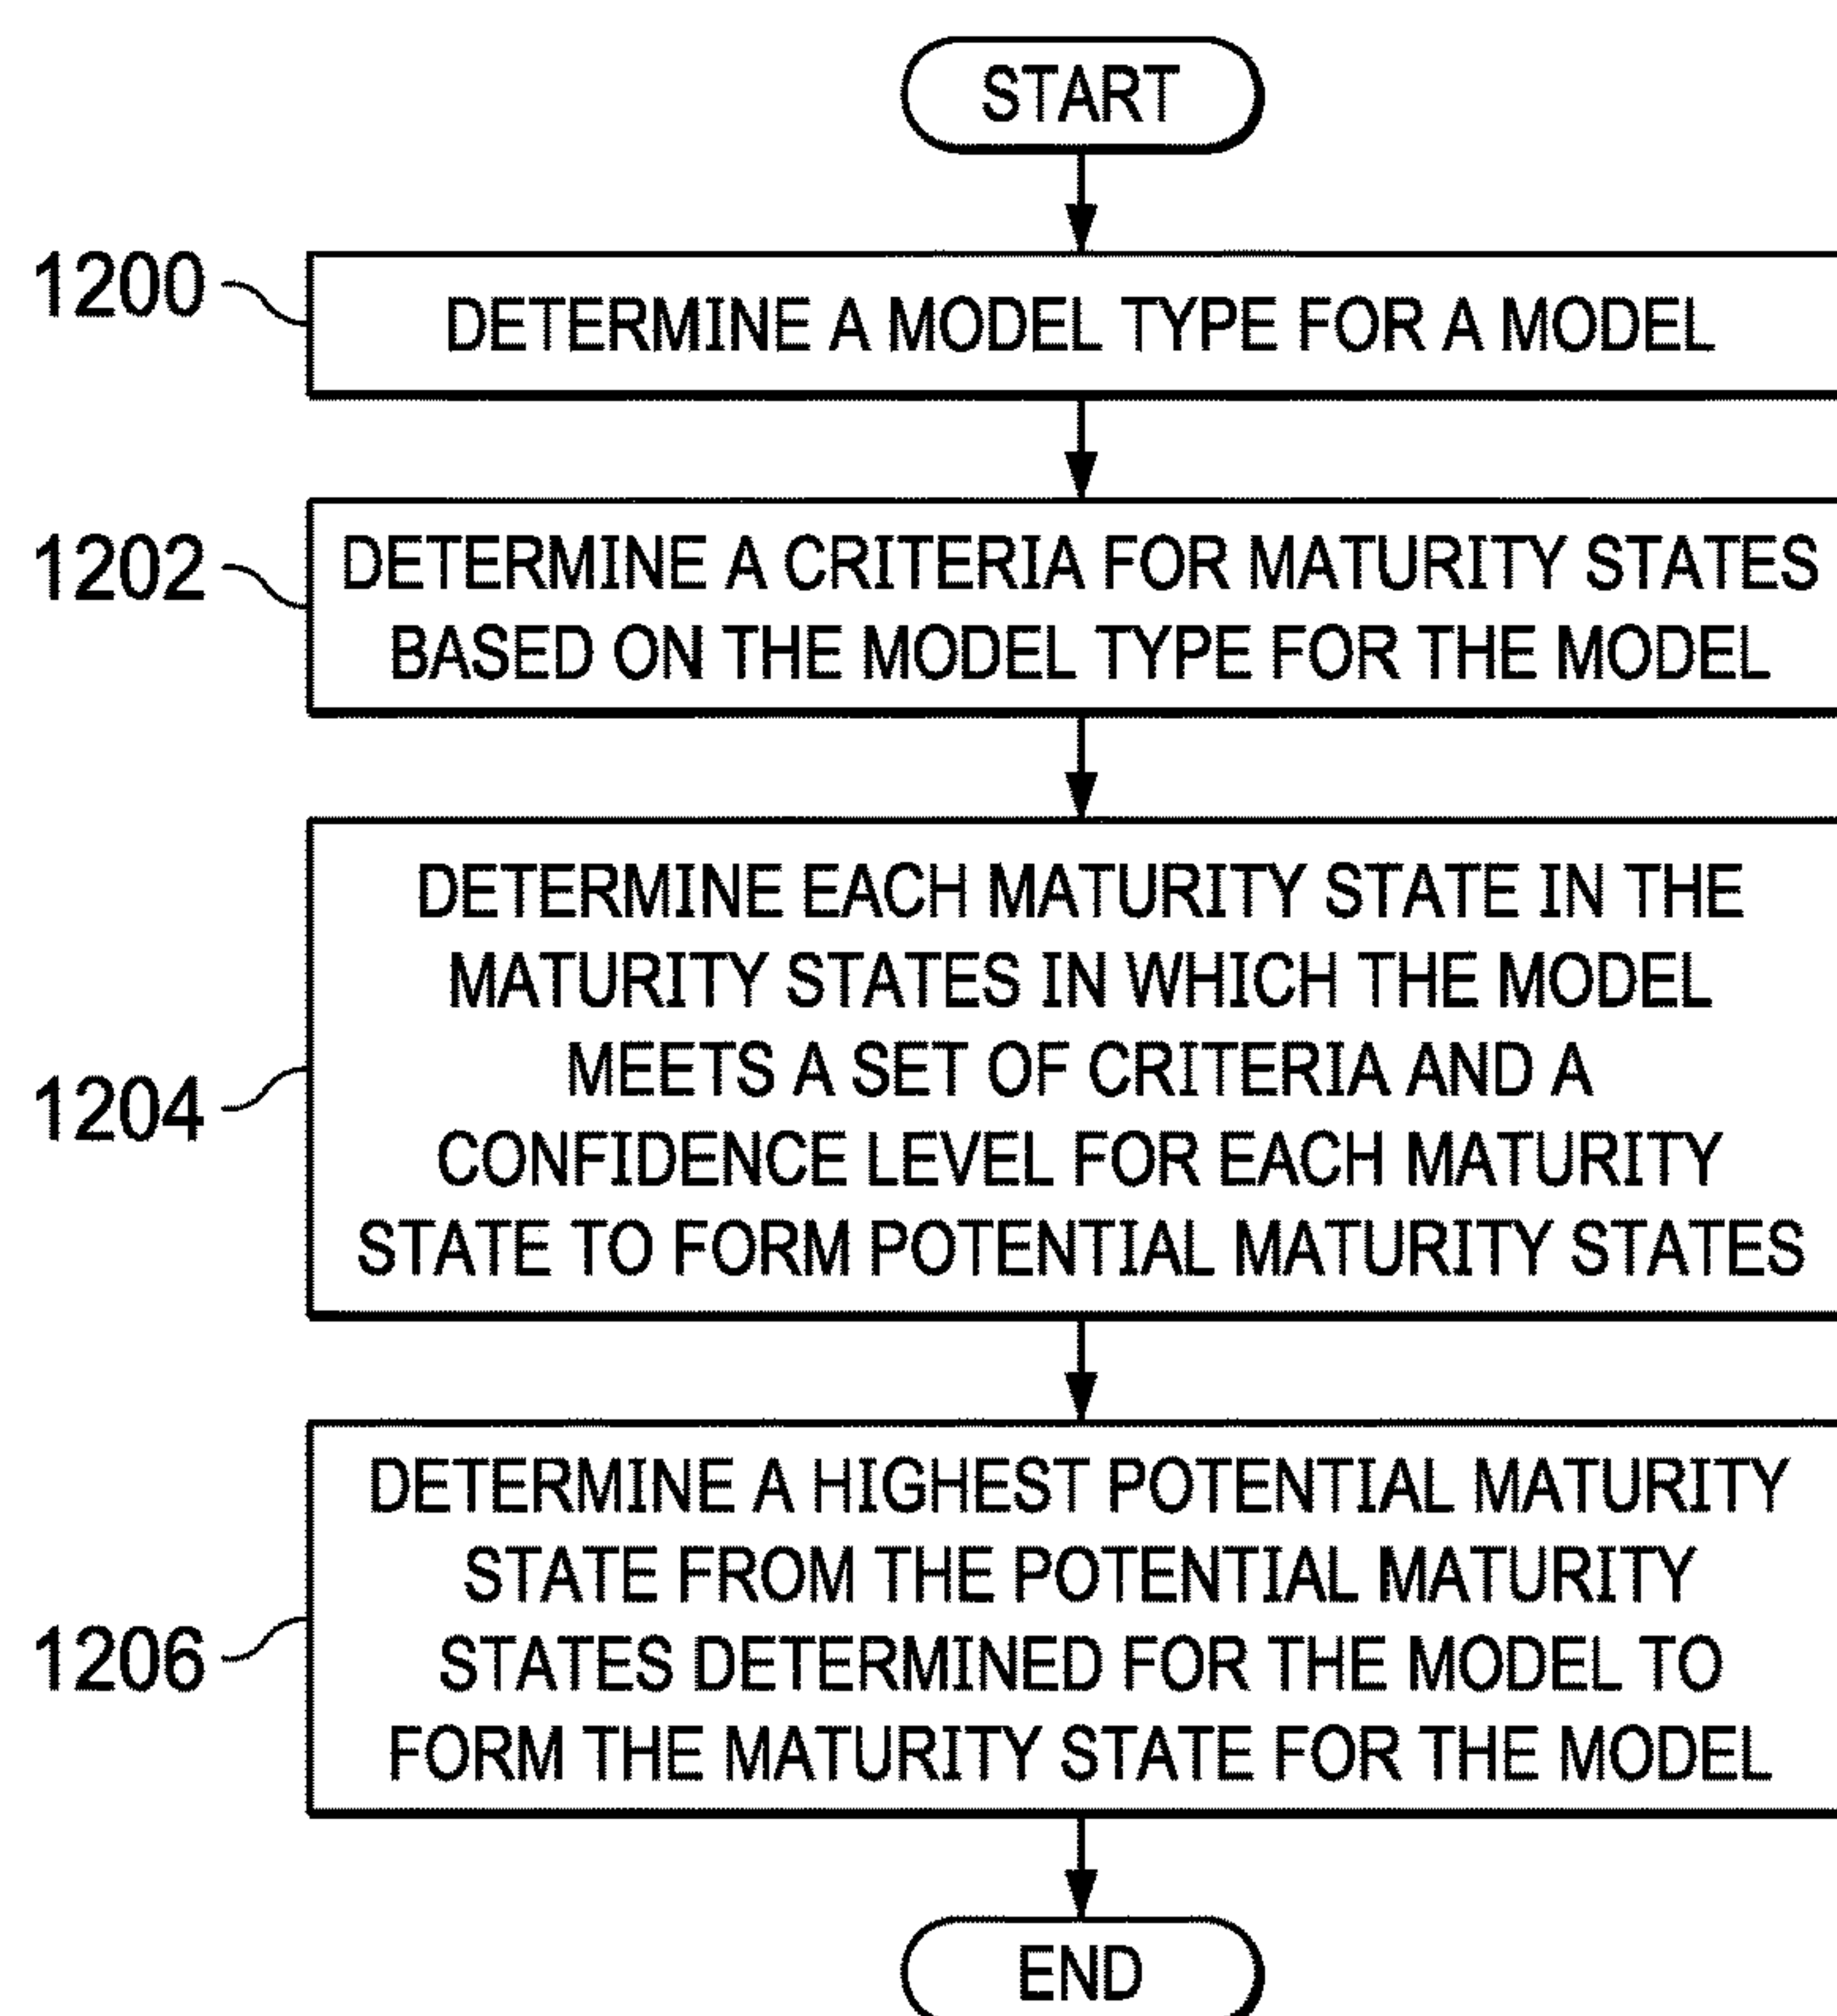 START
1200
DETERMINE A MODEL TYPE FOR A MODEL
1202
DETERMINE A CRITERIA FOR MATURITY STATES
BASED ON THE MODEL TYPE FOR THE MODEL
1204
DETERMINE EACH MATURITY STATE IN THE
MATURITY STATES IN WHICH THE MODEL
MEETS A SET OF CRITERIA AND A
CONFIDENCE LEVEL FOR EACH MATURITY
STATE TO FORM POTENTIAL MATURITY STATES
1206
DETERMINE A HIGHEST POTENTIAL MATURITY
STATE FROM THE POTENTIAL MATURITY
STATES DETERMINED FOR THE MODEL TO
FORM THE MATURITY STATE FOR THE MODEL
END